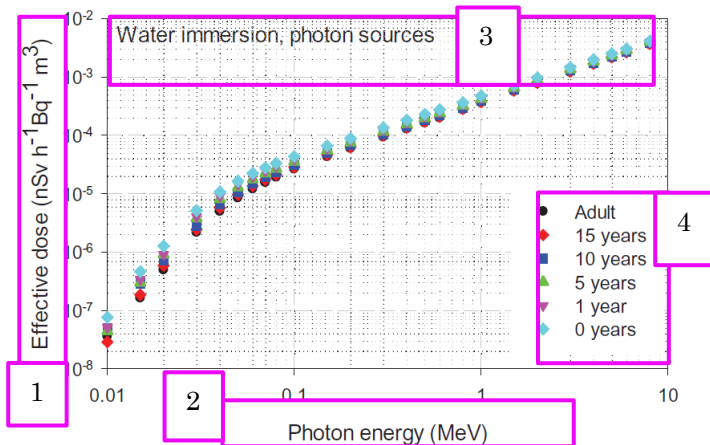 10⁻²
Water immersion, photon sources
3
10⁻³
10⁻⁴
10⁻⁵
10⁻⁶
10⁻⁷
10⁻⁸
Effective dose (nSv h⁻¹Bq⁻¹ m³)
Adult
15 years
10 years
5 years
1 year
0 years
4
1
0.01
2
0.1
1
10
Photon energy (MeV)